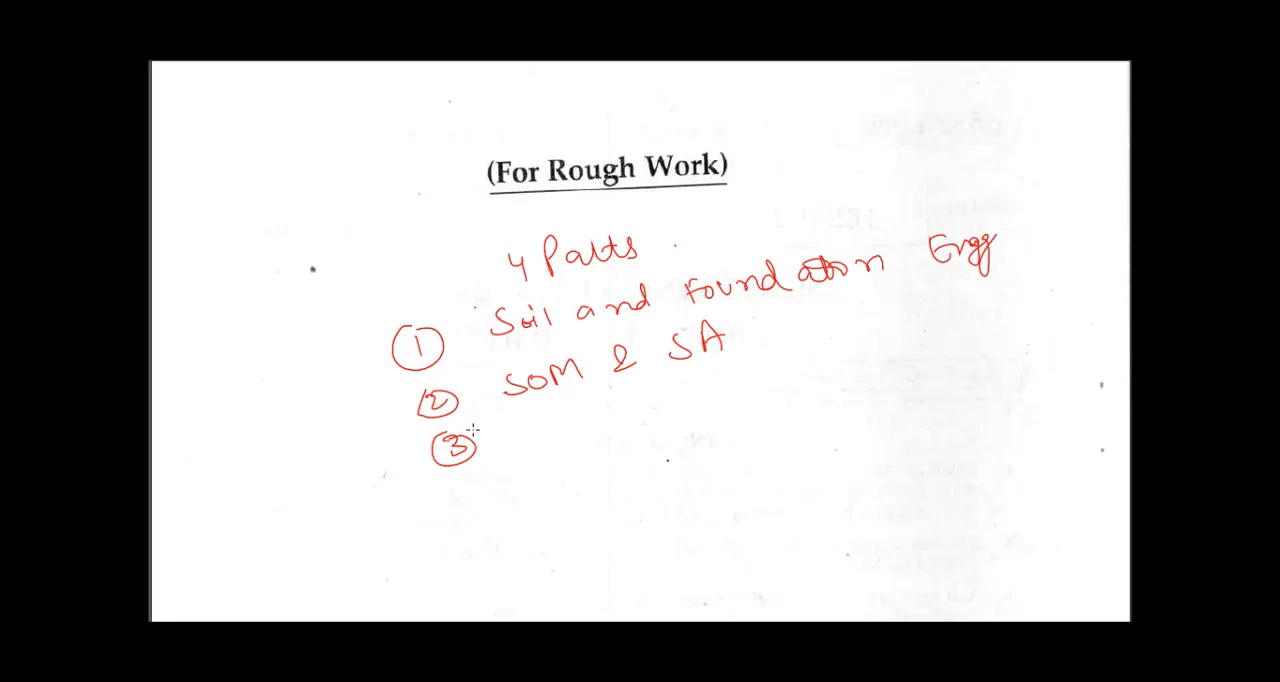 (For Rough Work)
4 Parts
① Soil and Foundation Engg
② SOM & SA
③